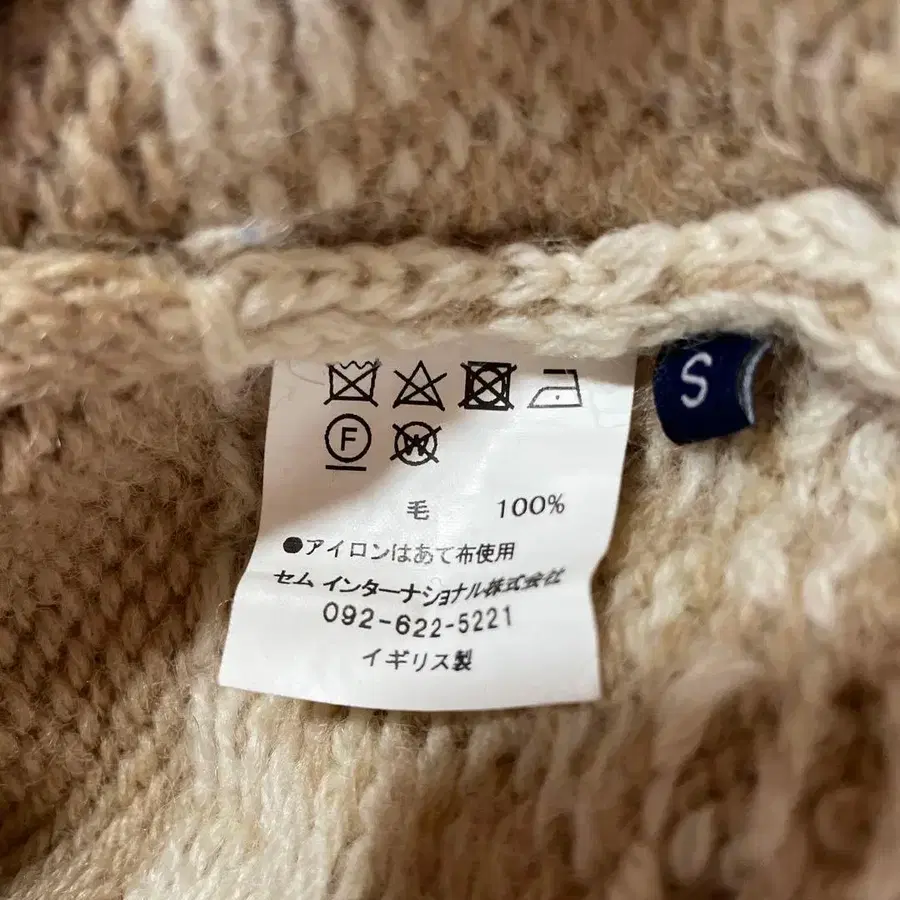 S
F
W
毛 100%
●アイロンはあて布使用
セム インターナショナル株式会社
092-622-5221
イギリス製